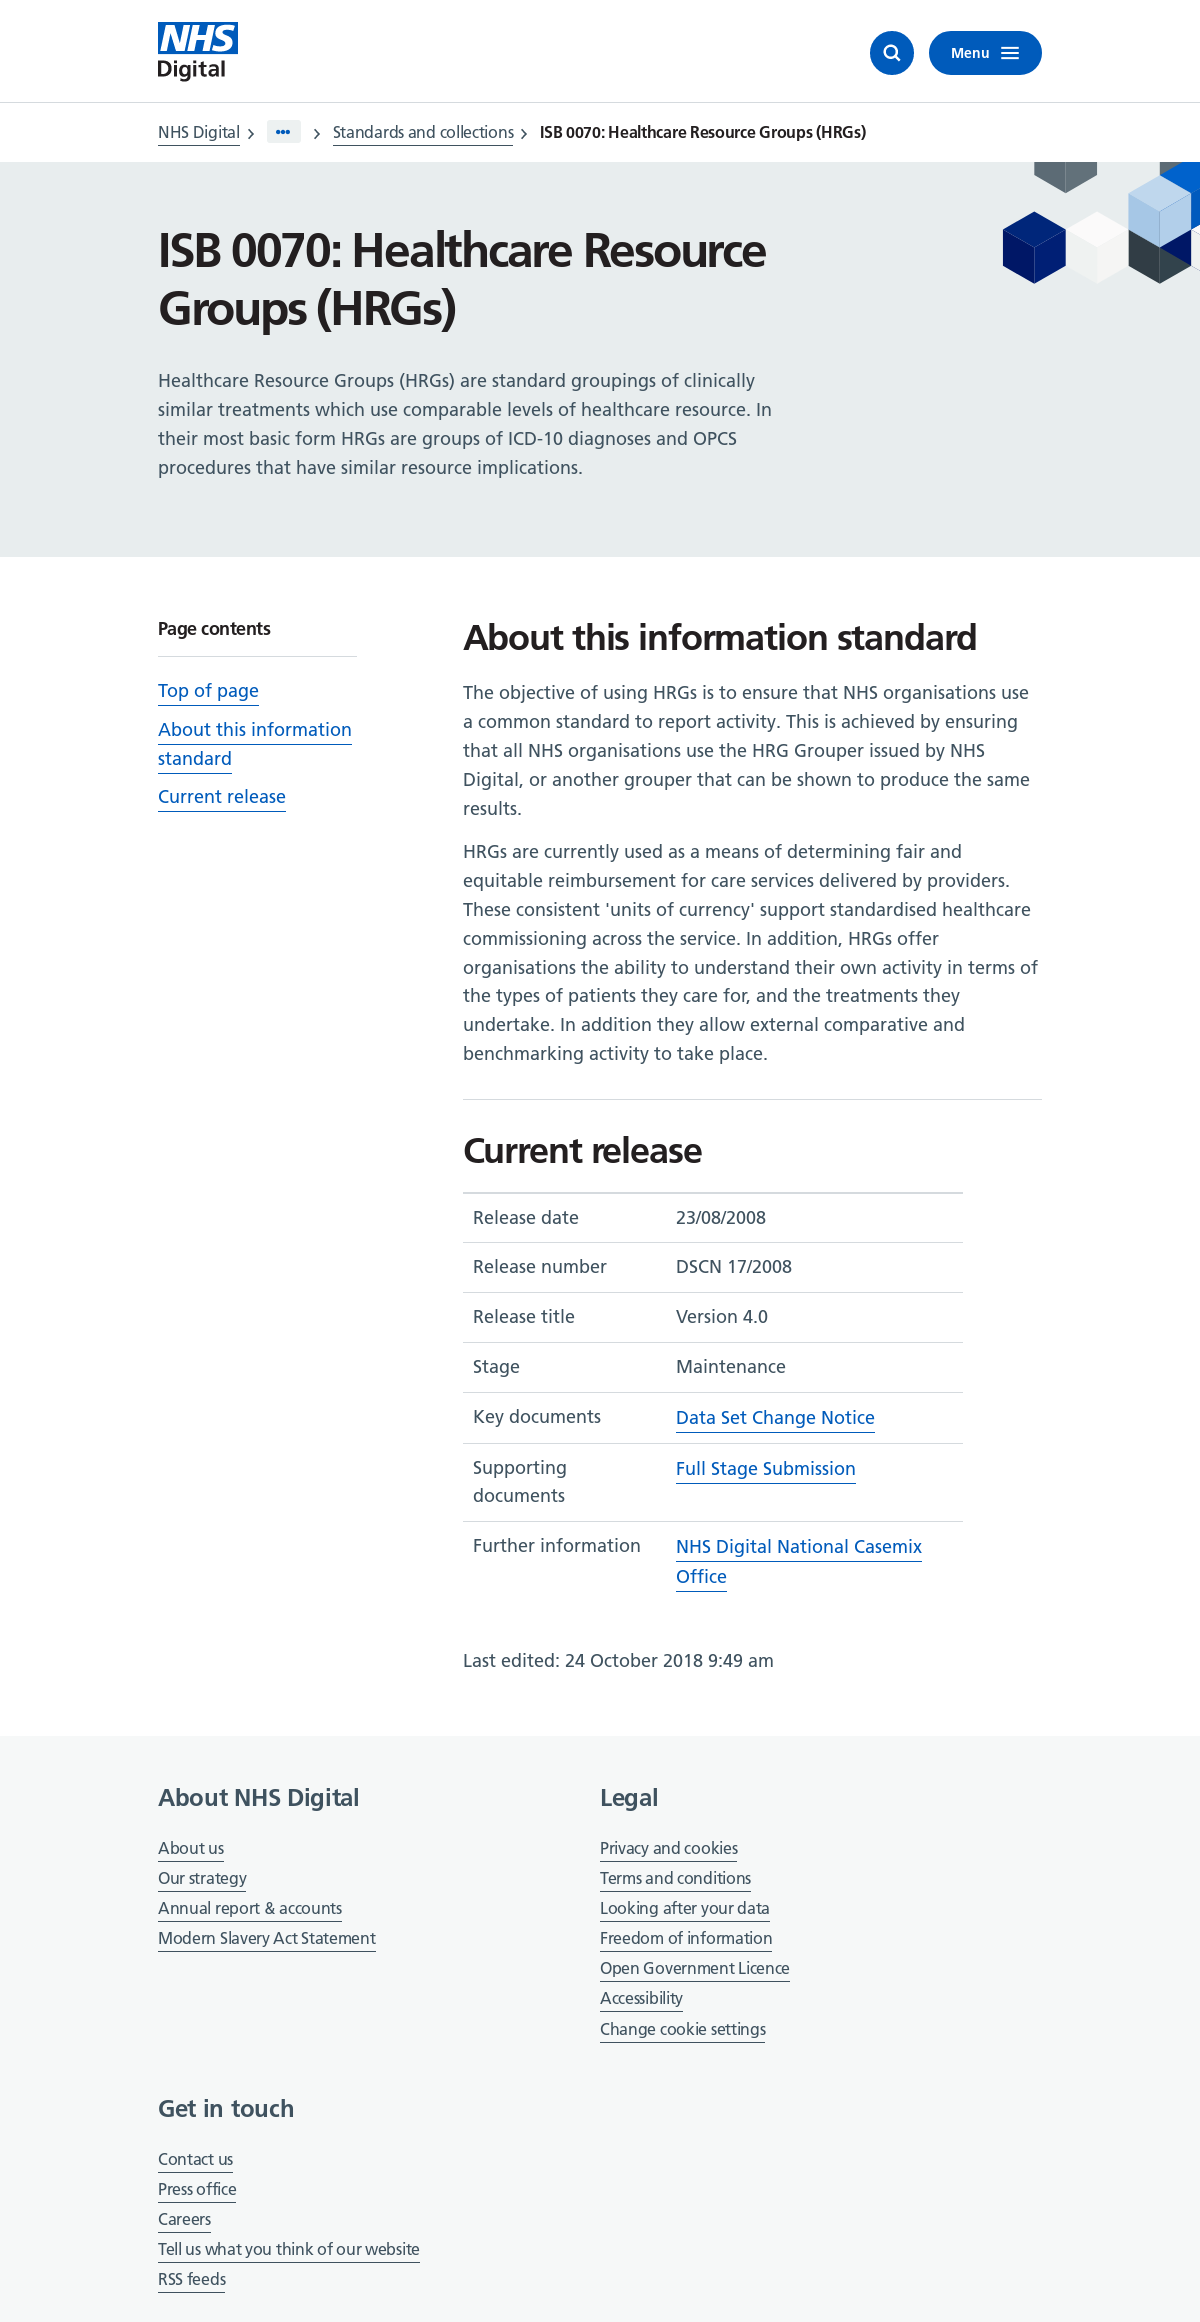 NHS
Digital
Menu
NHS Digital
Standards and collections
ISB 0070: Healthcare Resource Groups (HRGs)
ISB 0070: Healthcare Resource
Groups (HRGs)
Healthcare Resource Groups (HRGs) are standard groupings of clinically
similar treatments which use comparable levels of healthcare resource. In
their most basic form HRGs are groups of ICD-10 diagnoses and OPCS
procedures that have similar resource implications.
Page contents
Top of page
About this information
standard
Current release
About this information standard
The objective of using HRGs is to ensure that NHS organisations use
a common standard to report activity. This is achieved by ensuring
that all NHS organisations use the HRG Grouper issued by NHS
Digital, or another grouper that can be shown to produce the same
results.
HRGs are currently used as a means of determining fair and
equitable reimbursement for care services delivered by providers.
These consistent 'units of currency' support standardised healthcare
commissioning across the service. In addition, HRGs offer
organisations the ability to understand their own activity in terms of
the types of patients they care for, and the treatments they
undertake. In addition they allow external comparative and
benchmarking activity to take place.
Current release
Release date 23/08/2008
Release number DSCN 17/2008
Release title Version 4.0
Stage Maintenance
Key documents Data Set Change Notice
Supporting
documents
Full Stage Submission
Further information NHS Digital National Casemix
Office
Last edited: 24 October 2018 9:49 am
About NHS Digital
About us
Our strategy
Annual report & accounts
Modern Slavery Act Statement
Legal
Privacy and cookies
Terms and conditions
Looking after your data
Freedom of information
Open Government Licence
Accessibility
Change cookie settings
Get in touch
Contact us
Press office
Careers
Tell us what you think of our website
RSS feeds